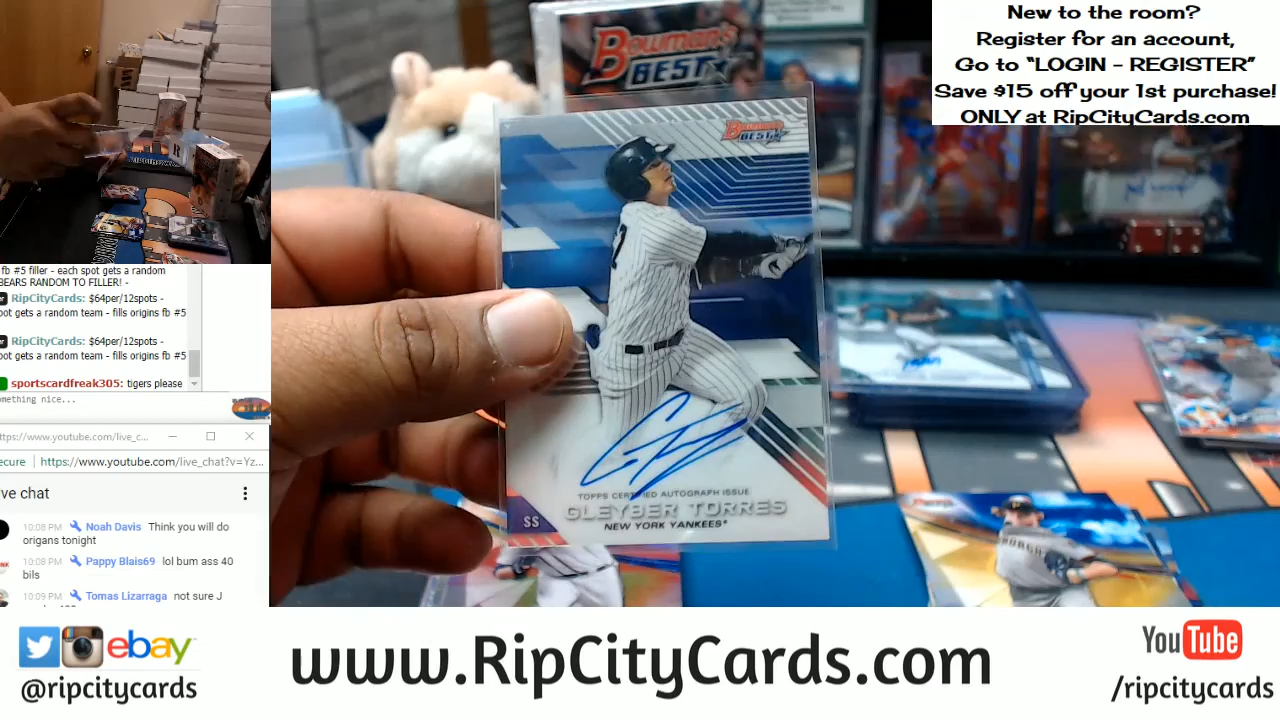 New to the room?
Register for an account,
Go to “LOGIN - REGISTER”
Save $15 off your 1st purchase!
ONLY at RipCityCards.com
Bowman's
BEST
Bowman's
BEST
TOPPS CERTIFIED AUTOGRAPH ISSUE
GLEYBER TORRES
NEW YORK YANKEES
SS
fb #5 filler - each spot gets a random
BEARS RANDOM TO FILLER! -
RipCityCards: $64per/12spots -
pot gets a random team - fills origins fb #5
RipCityCards: $64per/12spots -
pot gets a random team - fills origins fb #5
sportscardfreak305: tigers please
omething nice...
ttps://www.youtube.com/live_c...
ecure https://www.youtube.com/live_chat?v=Yz...
ve chat
10:08 PM Noah Davis Think you will do
origans tonight
10:08 PM Pappy Blais69 lol bum ass 40
bils
10:09 PM Tomas Lizarraga not sure J
ebay
@ripcitycards
www.RipCityCards.com
YouTube
/ripcitycards